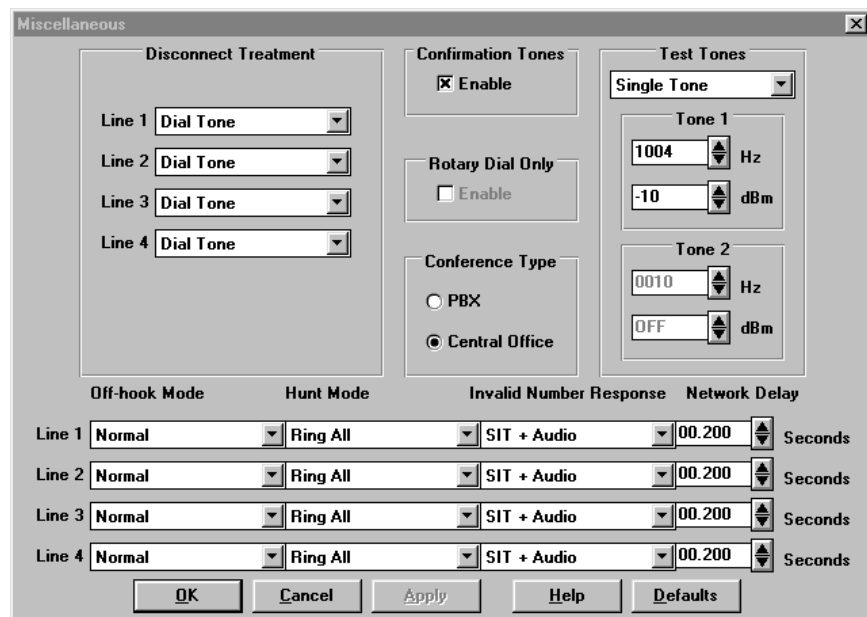 Miscellaneous
Disconnect Treatment
Line 1 Dial Tone
Line 2 Dial Tone
Line 3 Dial Tone
Line 4 Dial Tone
Confirmation Tones
Enable
Rotary Dial Only
Enable
Conference Type
PBX
Central Office
Test Tones
Single Tone
Tone 1
1004 Hz
-10 dBm
Tone 2
0010 Hz
OFF dBm
Off-hook Mode Hunt Mode Invalid Number Response Network Delay
Line 1 Normal Ring All SIT + Audio 00.200 Seconds
Line 2 Normal Ring All SIT + Audio 00.200 Seconds
Line 3 Normal Ring All SIT + Audio 00.200 Seconds
Line 4 Normal Ring All SIT + Audio 00.200 Seconds
OK Cancel Apply Help Defaults